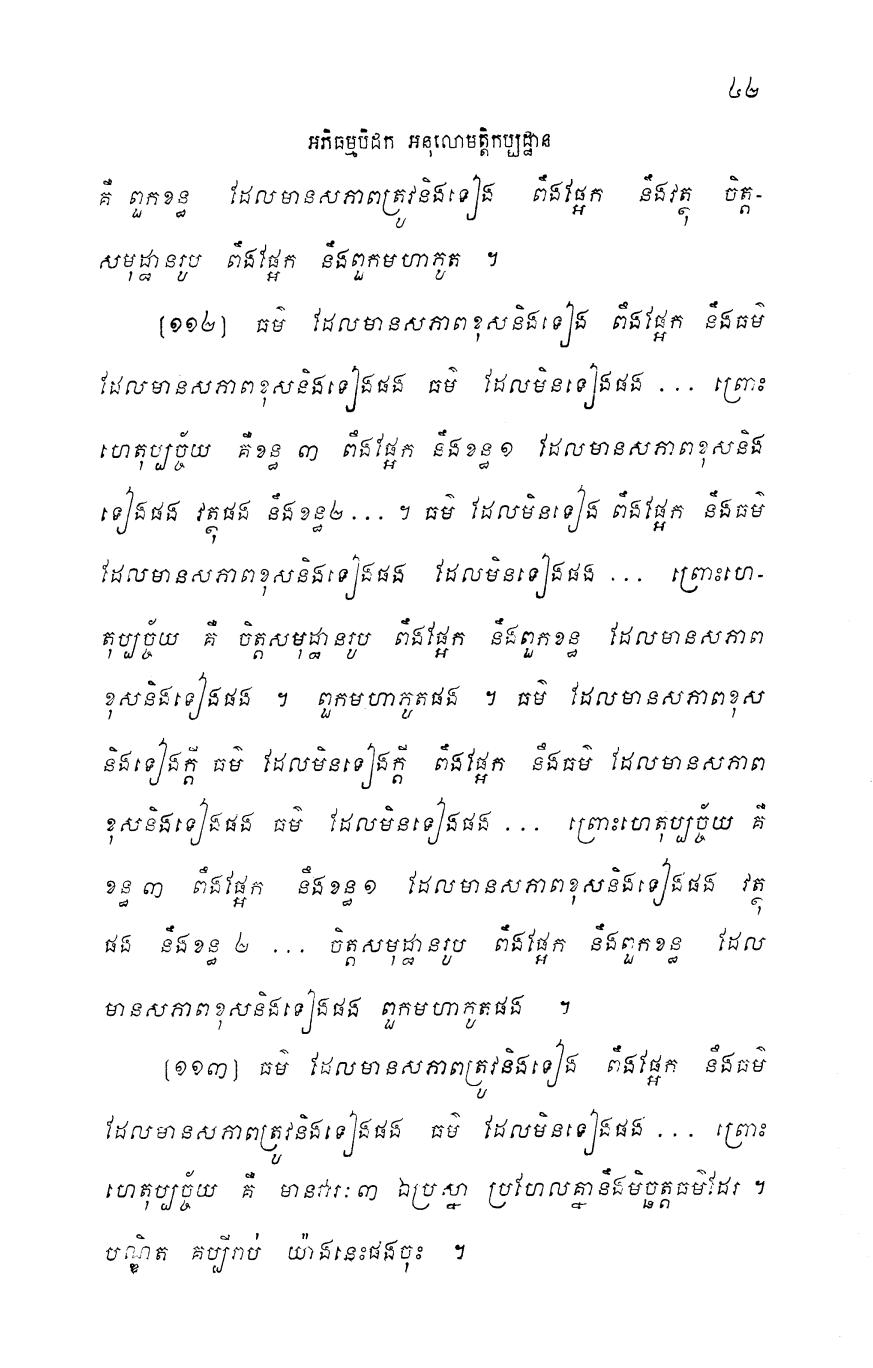 ៤២
អភិធម្មបិដក អនុលោមត្តិកប្បដ្ឋាន
គឺ ពួកខន្ធ ដែលមានសភាពត្រូវនិងទៀង ពឹងផ្អែក នឹងវត្ថុ ចិត្ត-
សមុដ្ឋានរូប ពឹងផ្អែក នឹងពួកមហាភូត ។
[១១២] ធម៌ ដែលមានសភាពខុសនិងទៀង ពឹងផ្អែក នឹងធម៌
ដែលមានសភាពខុសនិងទៀងផង ធម៌ ដែលមិនទៀងផង ... ព្រោះ
ហេតុប្បច្ច័យ គឺខន្ធ ៣ ពឹងផ្អែក នឹងខន្ធ១ ដែលមានសភាពខុសនិង
ទៀងផង វត្ថុផង នឹងខន្ធ២ ... ។ ធម៌ ដែលមិនទៀង ពឹងផ្អែក នឹងធម៌
ដែលមានសភាពខុសនិងទៀងផង ដែលមិនទៀងផង ... ព្រោះហេ-
តុប្បច្ច័យ គឺ ចិត្តសមុដ្ឋានរូប ពឹងផ្អែក នឹងពួកខន្ធ ដែលមានសភាព
ខុសនិងទៀងផង ។ ពួកមហាភូតផង ។ ធម៌ ដែលមានសភាពខុស
និងទៀងក្តី ធម៌ ដែលមិនទៀងក្តី ពឹងផ្អែក នឹងធម៌ ដែលមានសភាព
ខុសនិងទៀងផង ធម៌ ដែលមិនទៀងផង ... ព្រោះហេតុប្បច្ច័យ គឺ
ខន្ធ ៣ ពឹងផ្អែក នឹងខន្ធ១ ដែលមានសភាពខុសនិងទៀងផង វត្ថុ
ផង នឹងខន្ធ ២ ... ចិត្តសមុដ្ឋានរូប ពឹងផ្អែក នឹងពួកខន្ធ ដែល
មានសភាពខុសនិងទៀងផង ពួកមហាភូតផង ។
[១១៣] ធម៌ ដែលមានសភាពត្រូវនិងទៀង ពឹងផ្អែក នឹងធម៌
ដែលមានសភាពត្រូវនិងទៀងផង ធម៌ ដែលមិនទៀងផង ... ព្រោះ
ហេតុប្បច្ច័យ គឺ មានវារៈ៣ ឯប្រស្នា ប្រហែលគ្នានឹងមិច្ឆត្តធម៌ដែរ ។
បណ្ឌិត គប្បីរាប់ យ៉ាងនេះផងចុះ ។